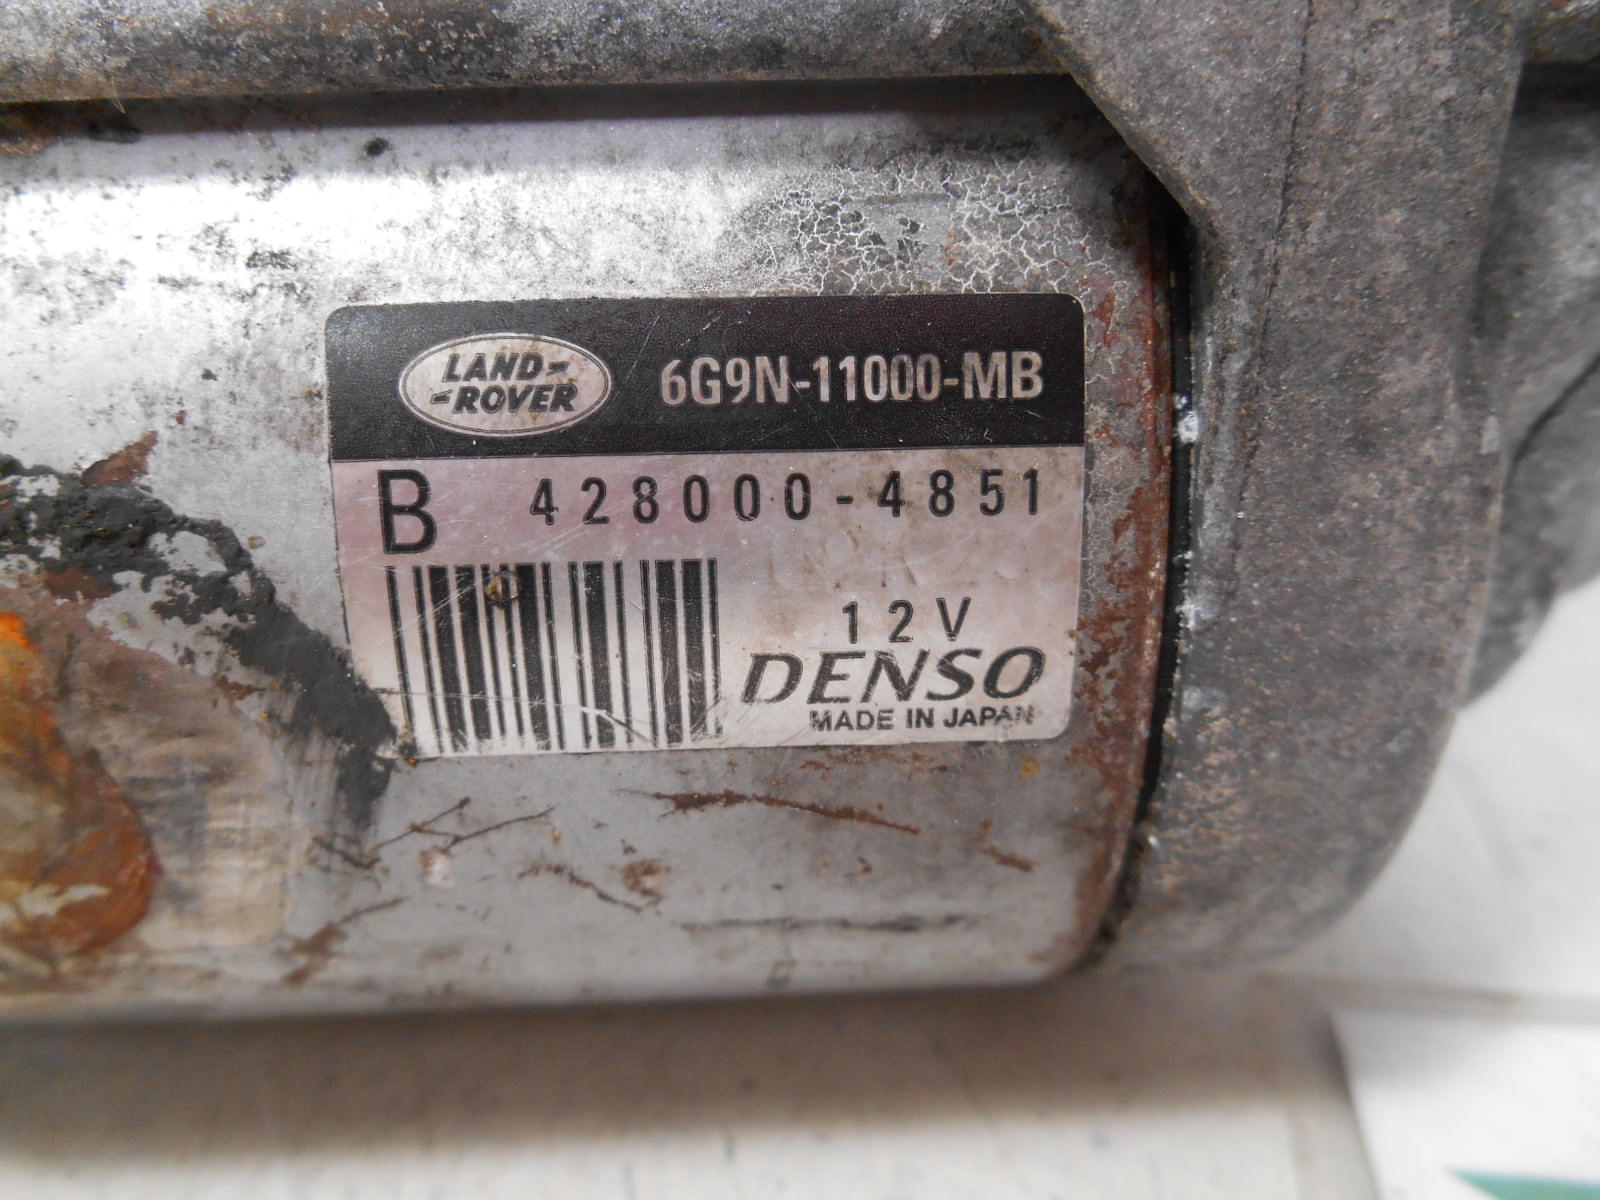 LAND-
-ROVER
6G9N-11000-MB
B 428000-4851
12V
DENSO
MADE IN JAPAN